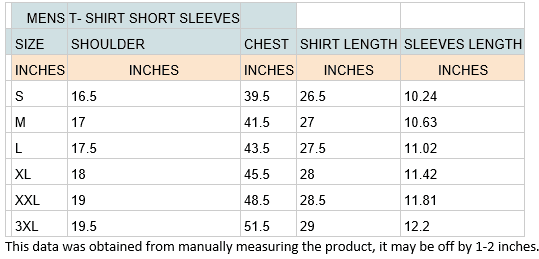 MENS T- SHIRT SHORT SLEEVES
SIZE SHOULDER CHEST SHIRT LENGTH SLEEVES LENGTH
INCHES INCHES INCHES INCHES INCHES
S 16.5 39.5 26.5 10.24
M 17 41.5 27 10.63
L 17.5 43.5 27.5 11.02
XL 18 45.5 28 11.42
XXL 19 48.5 28.5 11.81
3XL 19.5 51.5 29 12.2
This data was obtained from manually measuring the product, it may be off by 1-2 inches.